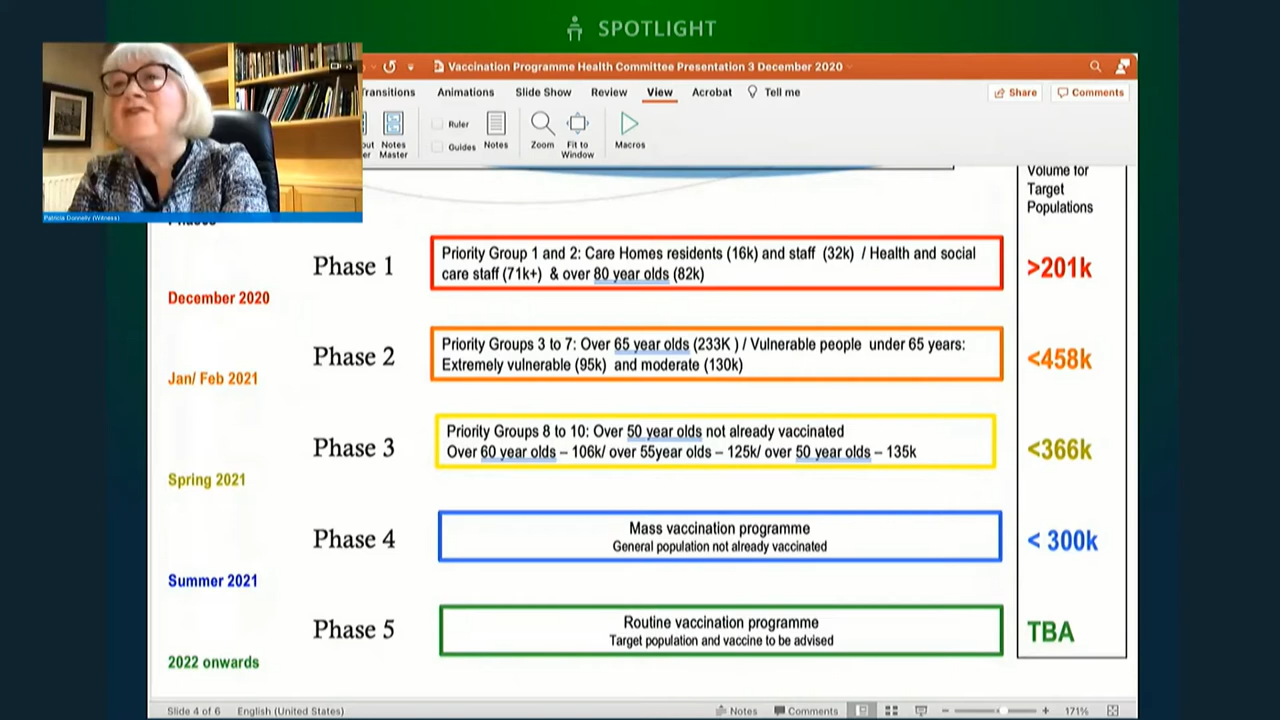 SPOTLIGHT
Vaccination Programme Health Committee Presentation 3 December 2020
ransitions Animations Slide Show Review View Acrobat Tell me Share Comments
Ruler
Guides
Notes Master
Notes
Zoom
Fit to Window
Macros
Patricia Donnelly (Witness)
Volume for
Target
Populations
Phase 1
Priority Group 1 and 2: Care Homes residents (16k) and staff (32k) / Health and social
care staff (71k+) & over 80 year olds (82k)
>201k
December 2020
Phase 2
Priority Groups 3 to 7: Over 65 year olds (233K ) / Vulnerable people under 65 years:
Extremely vulnerable (95k) and moderate (130k)
<458k
Jan/ Feb 2021
Phase 3
Priority Groups 8 to 10: Over 50 year olds not already vaccinated
Over 60 year olds – 106k/ over 55year olds – 125k/ over 50 year olds – 135k
<366k
Spring 2021
Phase 4
Mass vaccination programme
General population not already vaccinated
< 300k
Summer 2021
Phase 5
Routine vaccination programme
Target population and vaccine to be advised
TBA
2022 onwards
Slide 4 of 6 English (United States) Notes Comments 171%